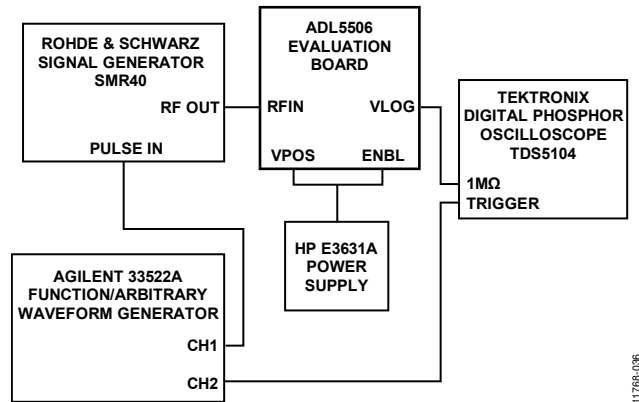 ROHDE & SCHWARZ
SIGNAL GENERATOR
SMR40
RF OUT
PULSE IN
ADL5506
EVALUATION
BOARD
RFIN
VLOG
VPOS
ENBL
TEKTRONIX
DIGITAL PHOSPHOR
OSCILLOSCOPE
TDS5104
1MΩ
TRIGGER
HP E3631A
POWER
SUPPLY
AGILENT 33522A
FUNCTION/ARBITRARY
WAVEFORM GENERATOR
CH1
CH2
11768-036